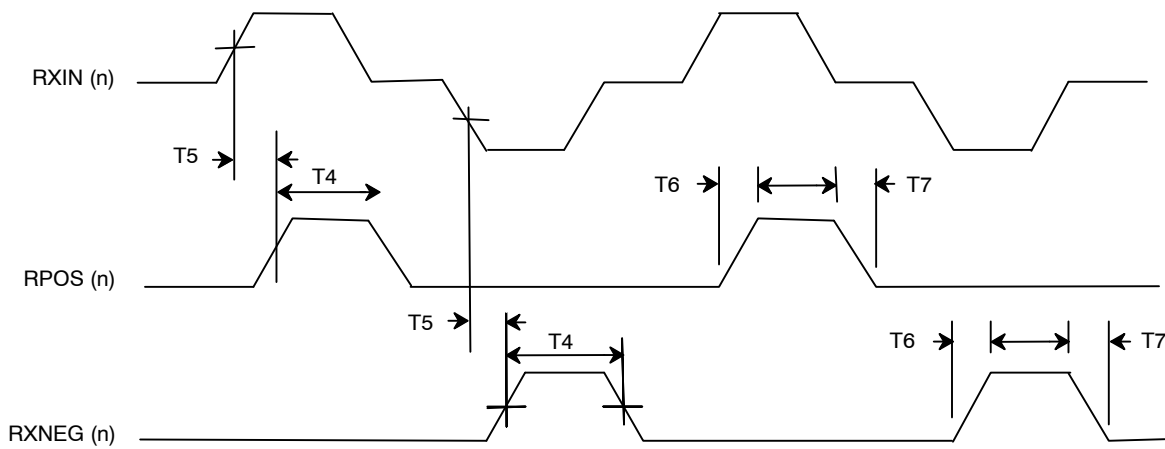 RXIN (n)
T5
T4
T6
T7
RPOS (n)
T5
T4
T6
T7
RXNEG (n)